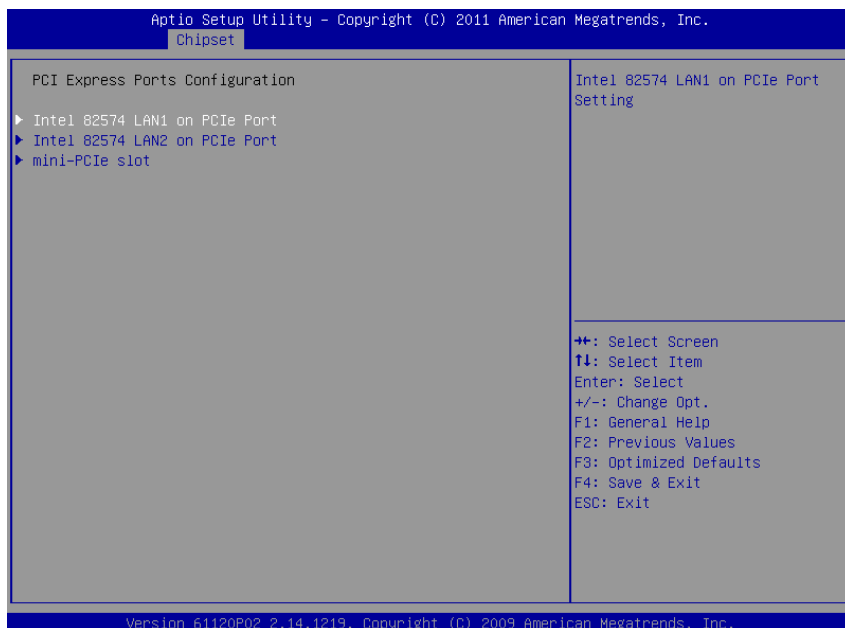 Aptio Setup Utility – Copyright (C) 2011 American Megatrends, Inc.
Chipset
PCI Express Ports Configuration
▶ Intel 82574 LAN1 on PCIe Port
▶ Intel 82574 LAN2 on PCIe Port
▶ mini-PCIe slot
Intel 82574 LAN1 on PCIe Port
Setting
→←: Select Screen
↑↓: Select Item
Enter: Select
+/-: Change Opt.
F1: General Help
F2: Previous Values
F3: Optimized Defaults
F4: Save & Exit
ESC: Exit
Version 61120P02 2.14.1219. Copyright (C) 2009 American Megatrends, Inc.